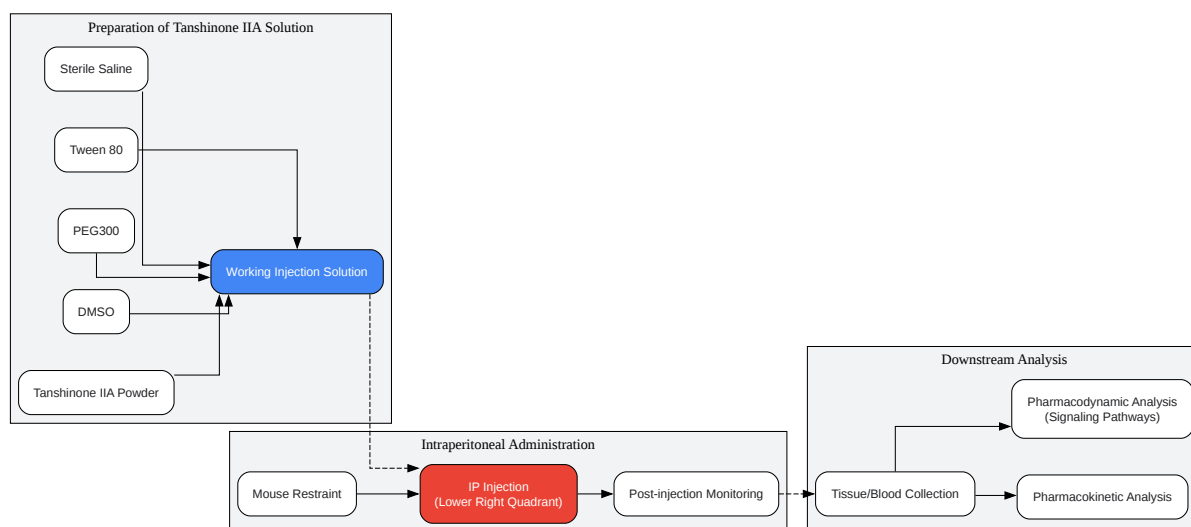 Preparation of Tanshinone IIA Solution
Sterile Saline
Tween 80
PEG300
Working Injection Solution
DMSO
Tanshinone IIA Powder
Intraperitoneal Administration
Mouse Restraint
IP Injection
(Lower Right Quadrant)
Post-injection Monitoring
Downstream Analysis
Pharmacodynamic Analysis
(Signaling Pathways)
Tissue/Blood Collection
Pharmacokinetic Analysis